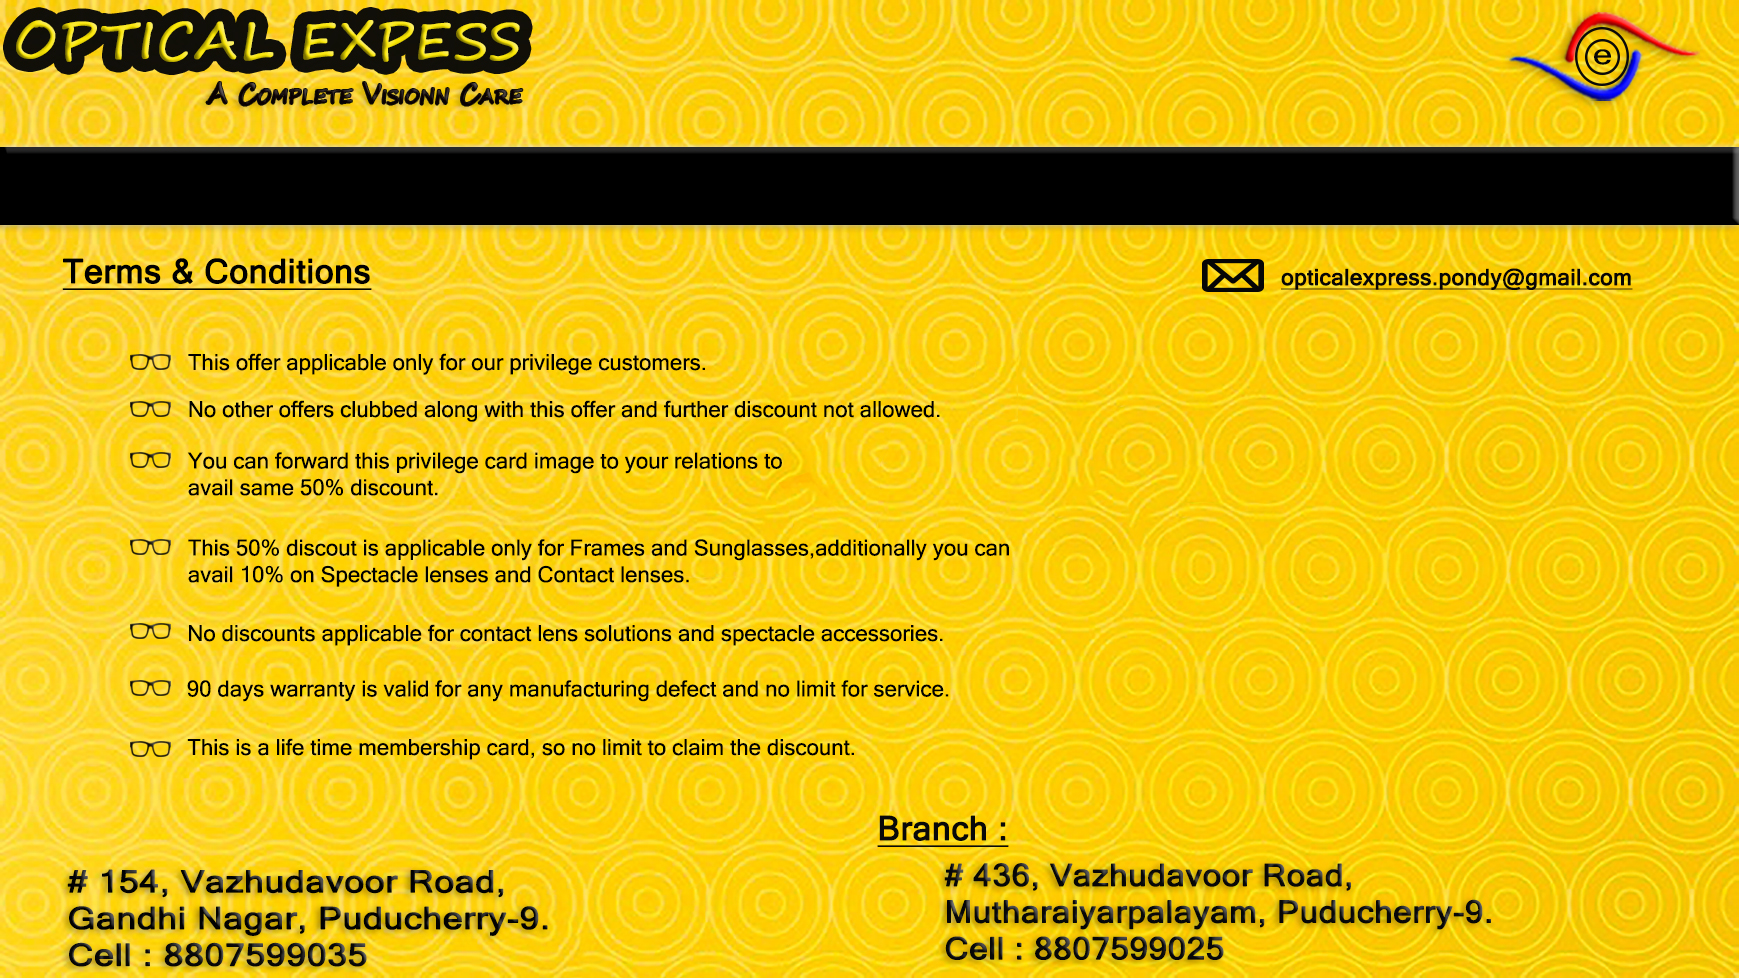 OPTICAL EXPESS
A Complete Visionn Care
e
Terms & Conditions
opticalexpress.pondy@gmail.com
This offer applicable only for our privilege customers.
No other offers clubbed along with this offer and further discount not allowed.
You can forward this privilege card image to your relations to
avail same 50% discount.
This 50% discout is applicable only for Frames and Sunglasses,additionally you can
avail 10% on Spectacle lenses and Contact lenses.
No discounts applicable for contact lens solutions and spectacle accessories.
90 days warranty is valid for any manufacturing defect and no limit for service.
This is a life time membership card, so no limit to claim the discount.
# 154, Vazhudavoor Road,
Gandhi Nagar, Puducherry-9.
Cell : 8807599035
Branch :
# 436, Vazhudavoor Road,
Mutharaiyarpalayam, Puducherry-9.
Cell : 8807599025